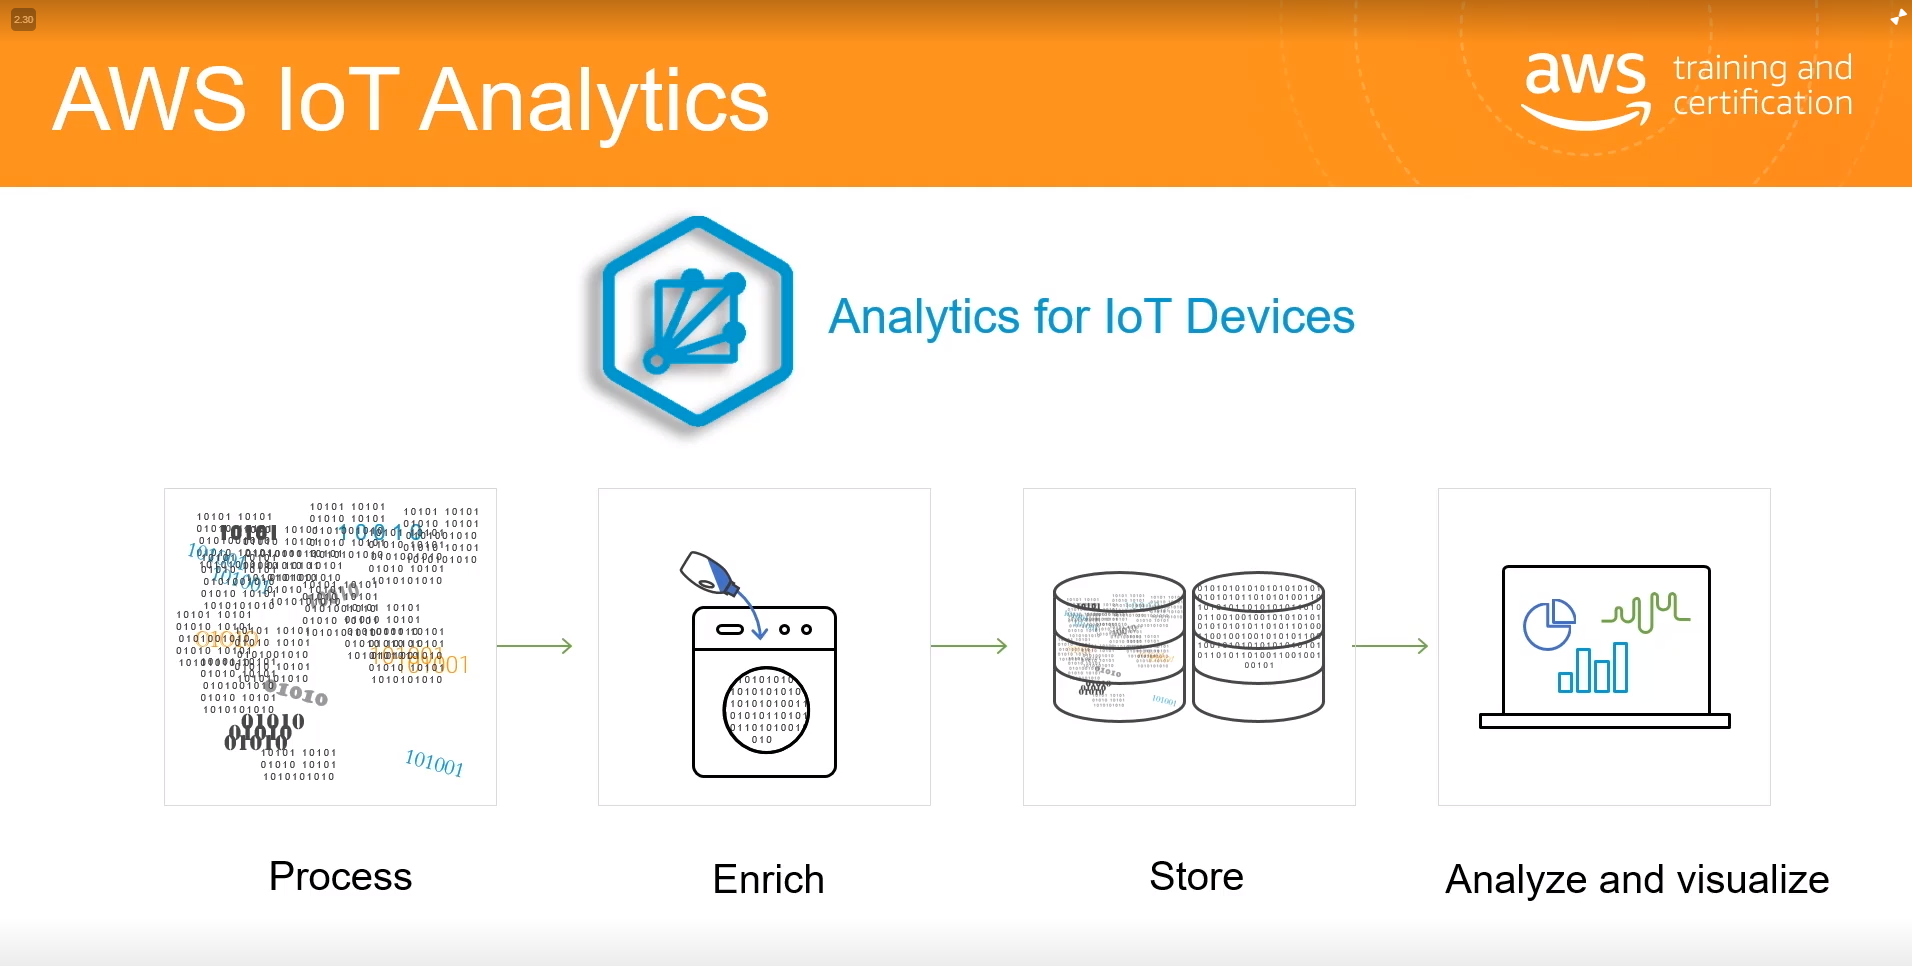 2.30
AWS IoT Analytics
aws training and
certification
Analytics for IoT Devices
Process
Enrich
Store
Analyze and visualize